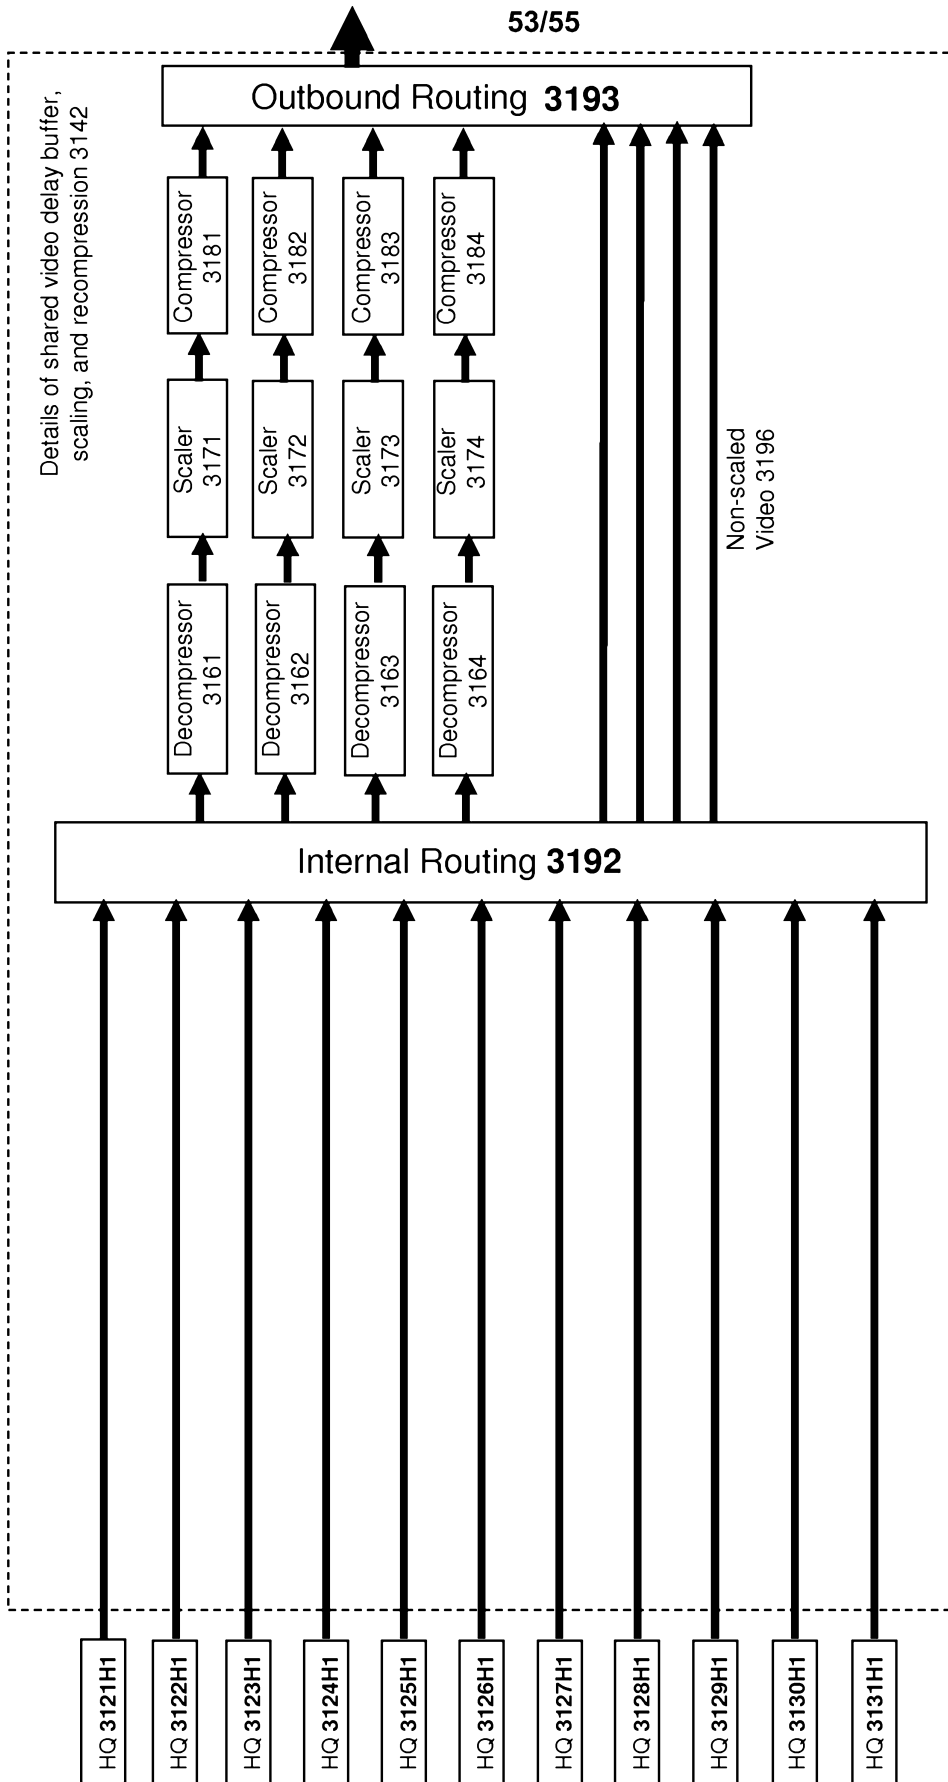 53/55
Outbound Routing 3193
Details of shared video delay buffer,
scaling, and recompression 3142
Compressor
3181
Compressor
3182
Compressor
3183
Compressor
3184
Scaler
3171
Scaler
3172
Scaler
3173
Scaler
3174
Non-scaled
Video 3196
Decompressor
3161
Decompressor
3162
Decompressor
3163
Decompressor
3164
Internal Routing 3192
HQ 3121H1
HQ 3122H1
HQ 3123H1
HQ 3124H1
HQ 3125H1
HQ 3126H1
HQ 3127H1
HQ 3128H1
HQ 3129H1
HQ 3130H1
HQ 3131H1